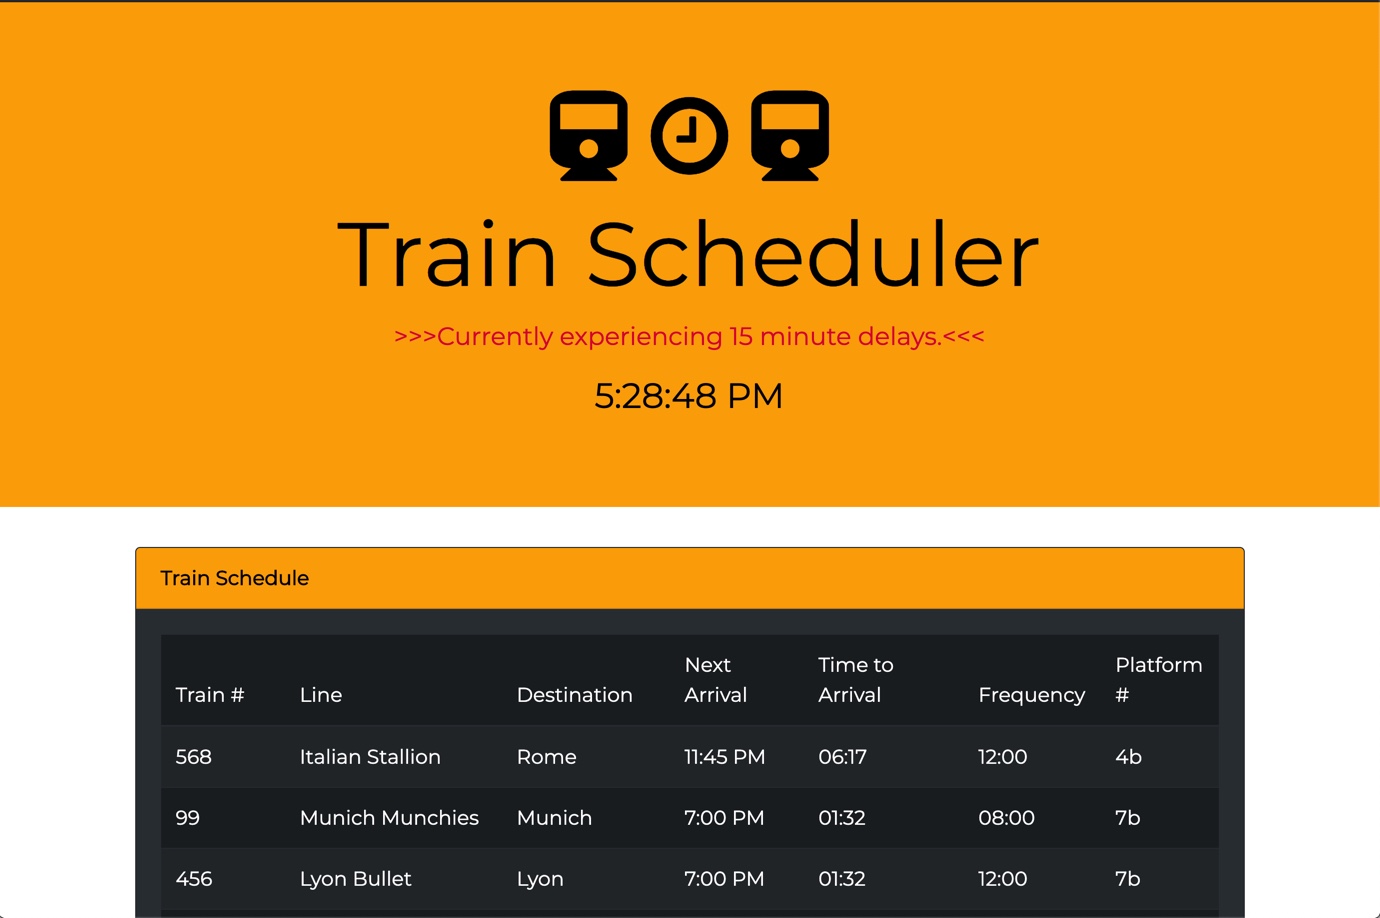 Train Scheduler
>>>Currently experiencing 15 minute delays.<<<
5:28:48 PM
Train Schedule
Train # Line Destination Next Arrival Time to Arrival Frequency Platform #
568 Italian Stallion Rome 11:45 PM 06:17 12:00 4b
99 Munich Munchies Munich 7:00 PM 01:32 08:00 7b
456 Lyon Bullet Lyon 7:00 PM 01:32 12:00 7b